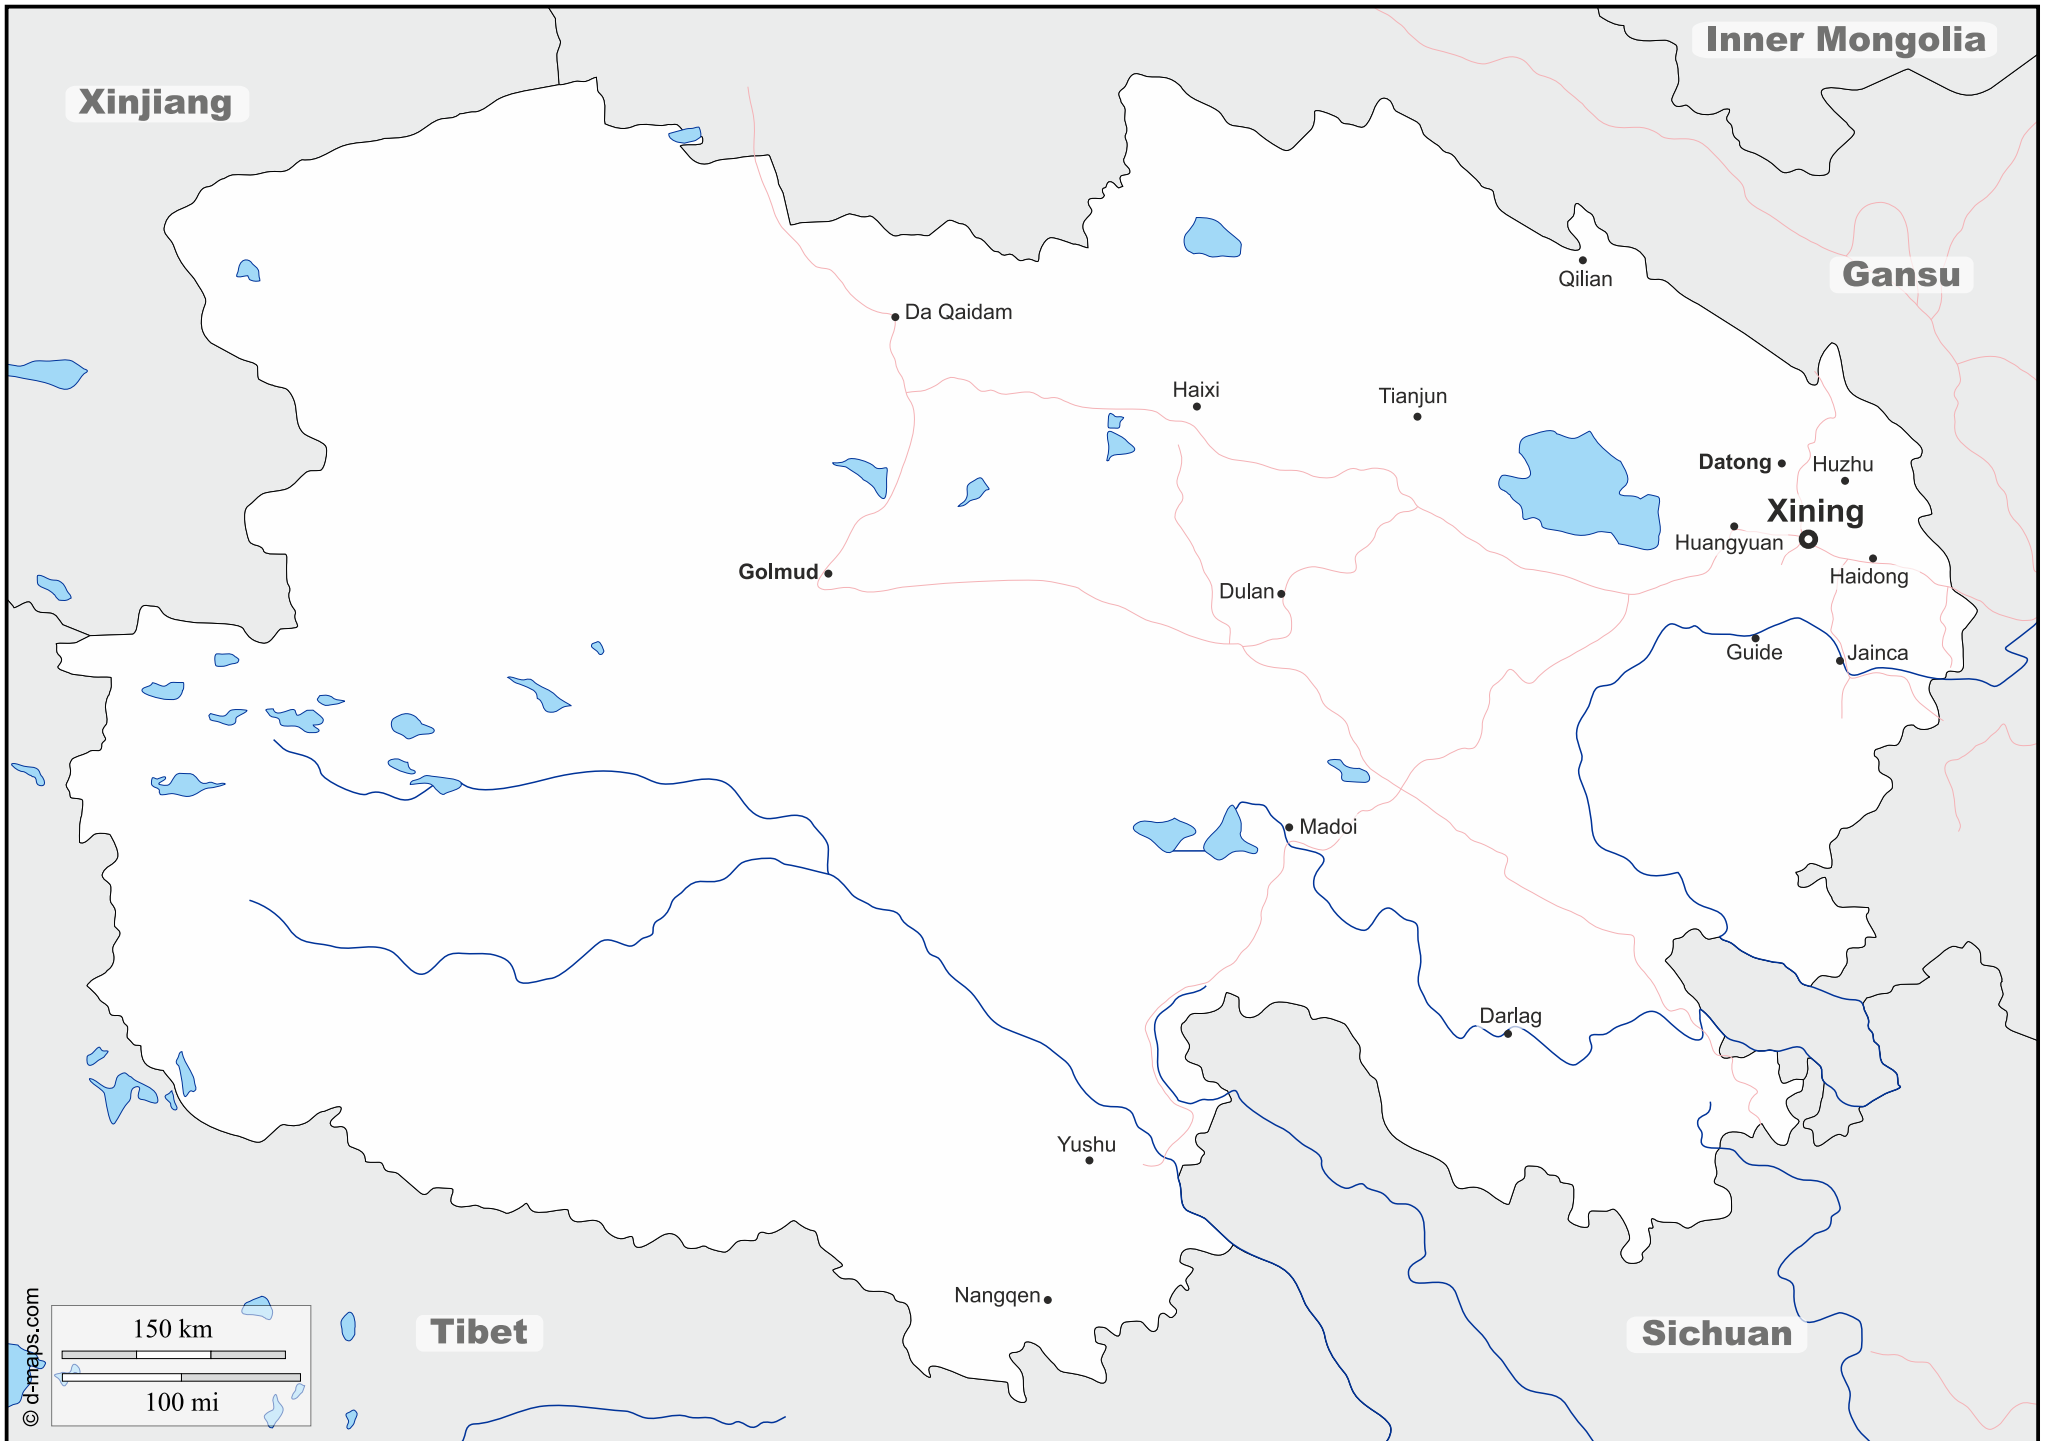 Inner Mongolia
Xinjiang
Gansu
Qilian
Da Qaidam
Haixi
Tianjun
Datong
Huzhu
Xining
Huangyuan
Golmud
Haidong
Dulan
Guide
Jainca
Madoi
Darlag
Yushu
Nangqen
Tibet
Sichuan
150 km
100 mi
© d-maps.com